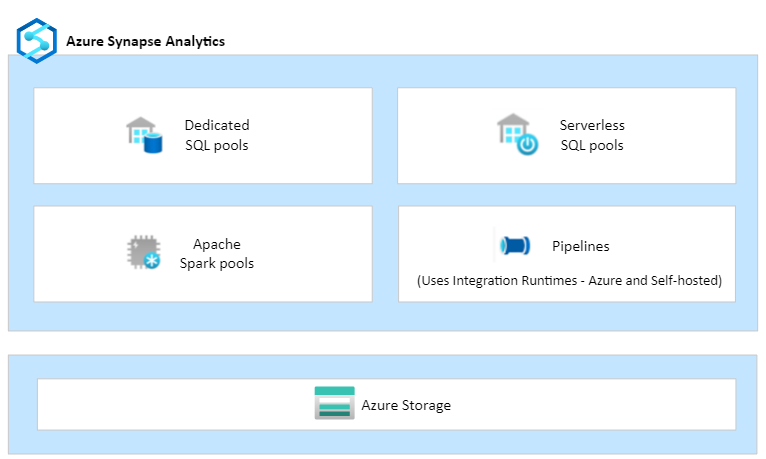 Azure Synapse Analytics
Dedicated
SQL pools
Serverless
SQL pools
Apache
Spark pools
Pipelines
(Uses Integration Runtimes - Azure and Self-hosted)
Azure Storage